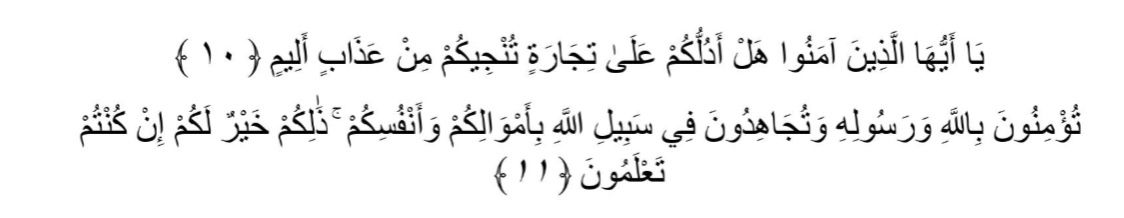 يَا أَيُّهَا الَّذِينَ آمَنُوا هَلْ أَدُلُّكُمْ عَلَىٰ تِجَارَةٍ تُنْجِيكُمْ مِنْ عَذَابٍ أَلِيمٍ ﴿١٠﴾
تُؤْمِنُونَ بِاللَّهِ وَرَسُولِهِ وَتُجَاهِدُونَ فِي سَبِيلِ اللَّهِ بِأَمْوَالِكُمْ وَأَنْفُسِكُمْ ۚ ذَٰلِكُمْ خَيْرٌ لَكُمْ إِنْ كُنْتُمْ
تَعْلَمُونَ ﴿١١﴾